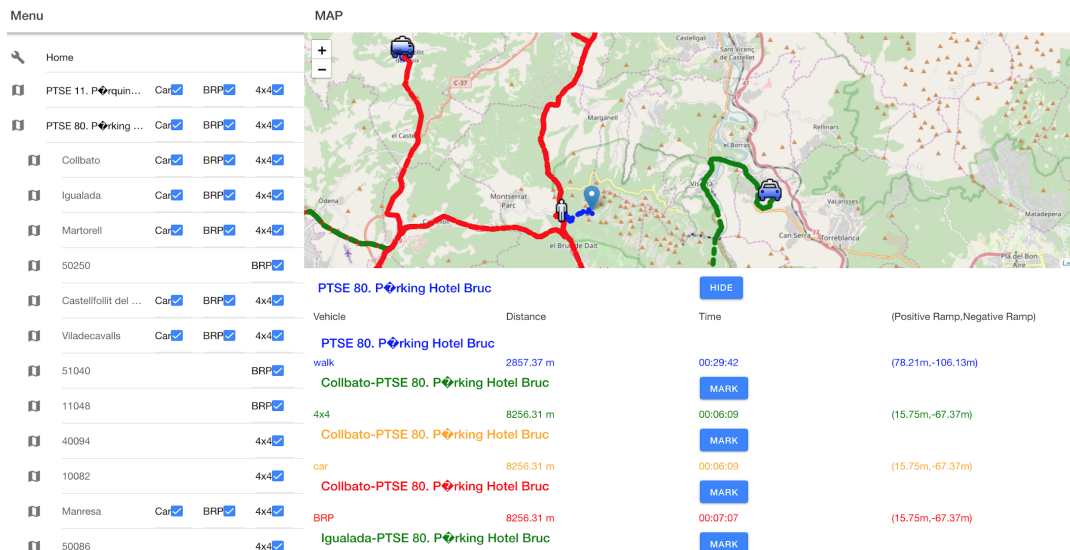 Menu
MAP
Home
PTSE 11. P�rquin... Car BRP 4x4
PTSE 80. P�rking ... Car BRP 4x4
Collbato Car BRP 4x4
Igualada Car BRP 4x4
Martorell Car BRP 4x4
50250 BRP
Castellfollit del ... Car BRP 4x4
Viladecavalls Car BRP 4x4
51040 BRP
11048 BRP
40094 4x4
10082 4x4
Manresa Car BRP 4x4
50086 4x4
+
−
C-37
Castellgalí
Sant Vicenç
de Castellet
Marganell
Rellinars
el Borràs
Òdena
Montserrat
Parc
Vacarisses
Matadepera
Can Serra
Torreblanca
el Bruc de Dalt
Pla del Bon
Aire
Le
PTSE 80. P�rking Hotel Bruc HIDE
Vehicle Distance Time (Positive Ramp,Negative Ramp)
PTSE 80. P�rking Hotel Bruc
walk 2857.37 m 00:29:42 (78.21m,-106.13m)
Collbato-PTSE 80. P�rking Hotel Bruc MARK
4x4 8256.31 m 00:06:09 (15.75m,-67.37m)
Collbato-PTSE 80. P�rking Hotel Bruc MARK
car 8256.31 m 00:06:09 (15.75m,-67.37m)
Collbato-PTSE 80. P�rking Hotel Bruc MARK
BRP 8256.31 m 00:07:07 (15.75m,-67.37m)
Igualada-PTSE 80. P�rking Hotel Bruc MARK